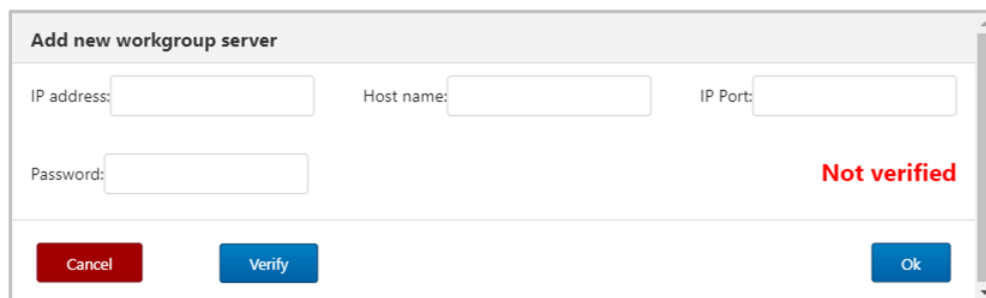 Add new workgroup server
IP address: Host name: IP Port:
Password: Not verified
Cancel Verify Ok